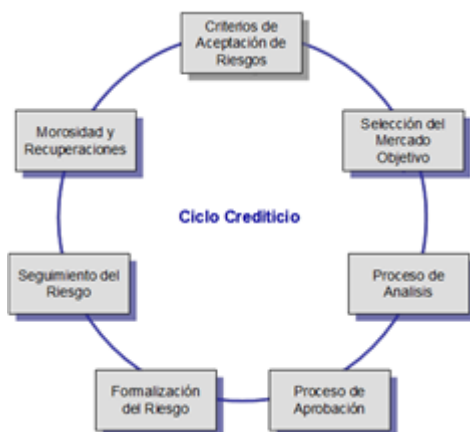 Criterios de
Aceptación de
Riesgos
Selección del
Mercado
Objetivo
Proceso de
Analisis
Proceso de
Aprobación
Formalización
del Riesgo
Seguimiento del
Riesgo
Morosidad y
Recuperaciones
Ciclo Crediticio